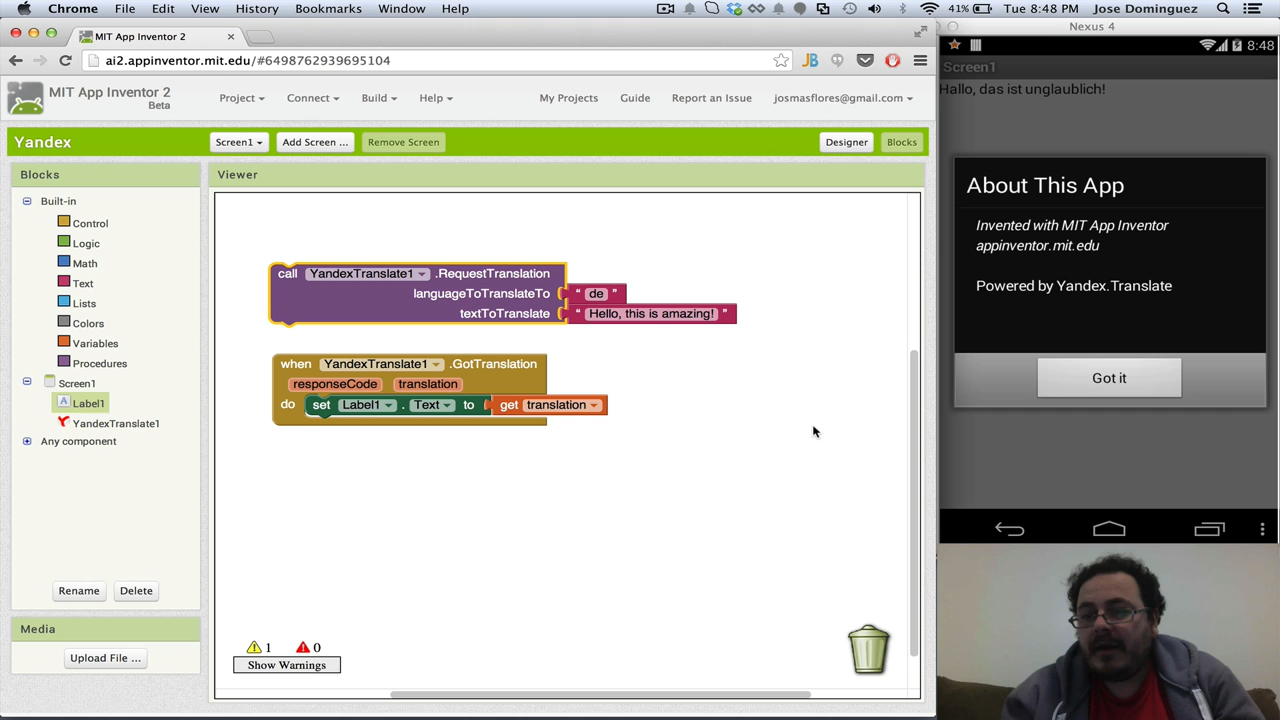 Chrome File Edit View History Bookmarks Window Help 41% Tue 8:48 PM Jose Dominguez
MIT App Inventor 2
ai2.appinventor.mit.edu/#6498762939695104
MIT App Inventor 2
Beta
Project Connect Build Help My Projects Guide Report an Issue josmasflores@gmail.com
Yandex Screen1 Add Screen ... Remove Screen Designer Blocks
Blocks
Built-in
Control
Logic
Math
Text
Lists
Colors
Variables
Procedures
Screen1
Label1
YandexTranslate1
Any component
Rename Delete
Media
Upload File ...
Viewer
call YandexTranslate1 .RequestTranslation
languageToTranslateTo “ de ”
textToTranslate “ Hello, this is amazing! ”
when YandexTranslate1 .GotTranslation
responseCode translation
do set Label1 . Text to get translation
1 0
Show Warnings
Nexus 4
8:48
Screen1
Hallo, das ist unglaublich!
About This App
Invented with MIT App Inventor
appinventor.mit.edu
Powered by Yandex.Translate
Got it